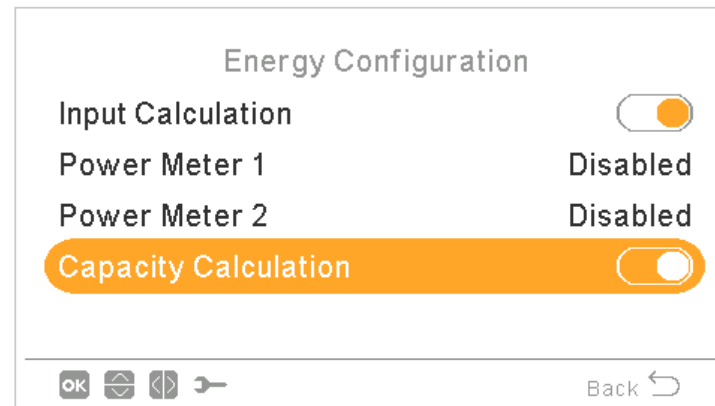 Energy Configuration
Input Calculation
Power Meter 1 Disabled
Power Meter 2 Disabled
Capacity Calculation
OK Back